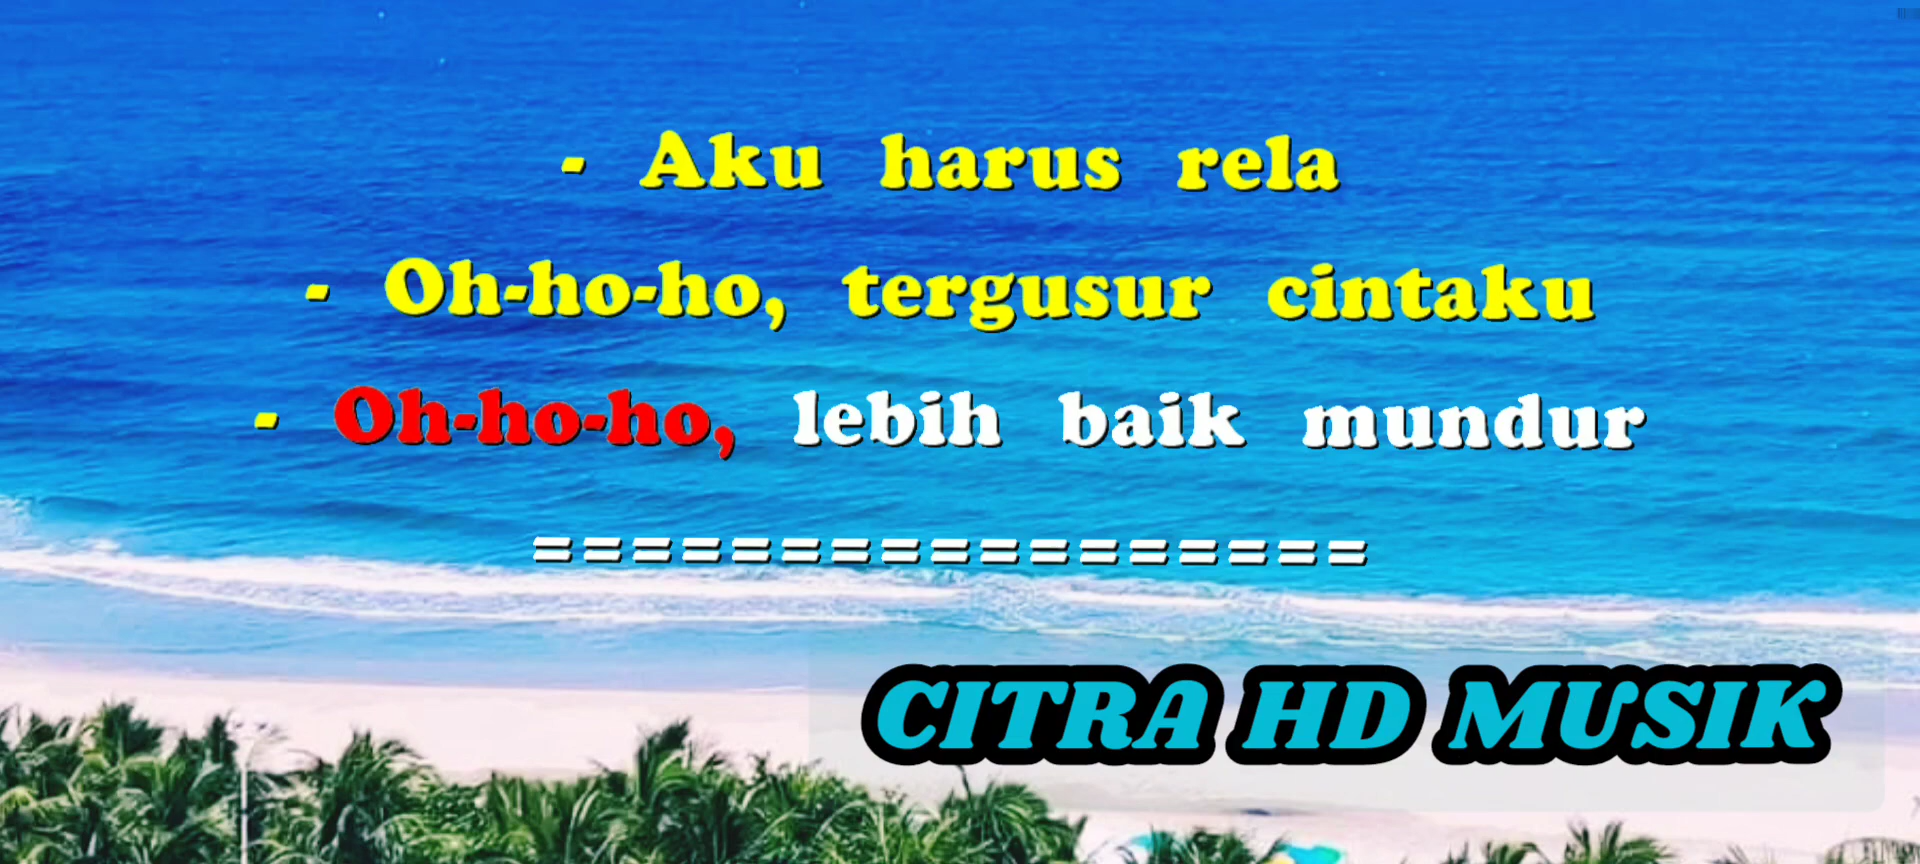 - Aku harus rela
- Oh-ho-ho, tergusur cintaku
- Oh-ho-ho, lebih baik mundur
=================
CITRA HD MUSIK